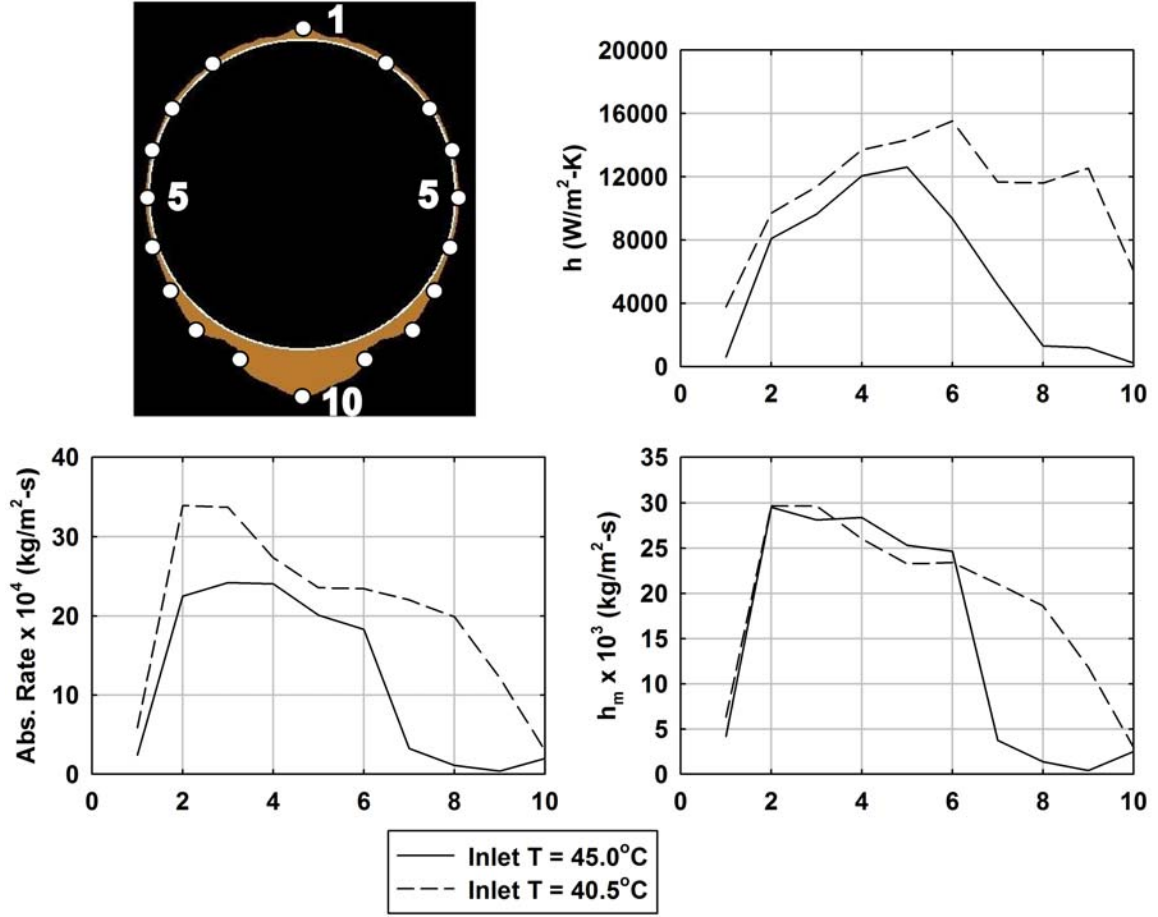 1
5 5
10
20000
16000
12000
8000
4000
0
h (W/m²-K)
0 2 4 6 8 10
40
30
20
10
0
Abs. Rate x 10⁴ (kg/m²-s)
0 2 4 6 8 10
35
30
25
20
15
10
5
0
hₘ x 10³ (kg/m²-s)
0 2 4 6 8 10
Inlet T = 45.0°C
Inlet T = 40.5°C